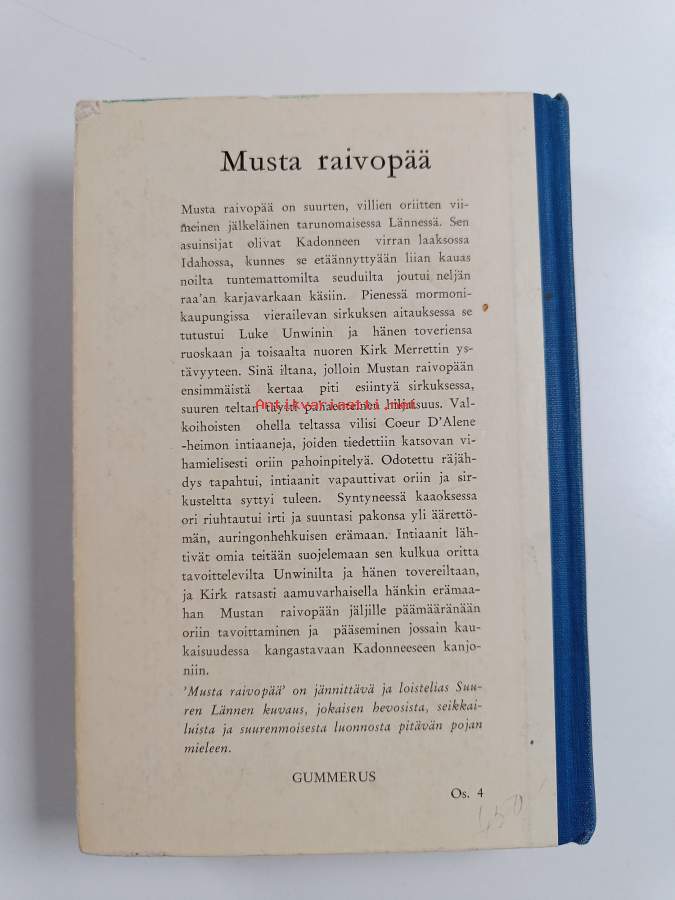 Musta raivopää
Musta raivopää on suurten, villien oriitten vii-
meinen jälkeläinen tarunomaisessa Lännessä. Sen
asuinsijat olivat Kadonneen virran laaksossa
Idahossa, kunnes se etäännyttyään liian kauas
noilta tuntemattomilta seuduilta joutui neljän
raa'an karjavarkaan käsiin. Pienessä mormoni-
kaupungissa vierailevan sirkuksen aitauksessa se
tutustui Luke Unwinin ja hänen toveriensa
ruoskaan ja toisaalta nuoren Kirk Merrettin ys-
tävyyteen. Sinä iltana, jolloin Mustan raivopään
ensimmäistä kertaa piti esiintyä sirkuksessa,
suuren teltan täytti pahaenteinen hiljaisuus. Val-
Antikvariaatti.net
koihoisten ohella teltassa vilisi Coeur D'Alene
-heimon intiaaneja, joiden tiedettiin katsovan vi-
hamielisesti oriin pahoinpitelyä. Odotettu räjäh-
dys tapahtui, intiaanit vapauttivat oriin ja sir-
kusteltta syttyi tuleen. Syntyneessä kaaoksessa
ori riuhtautui irti ja suuntasi pakonsa yli äärettö-
män, auringonhehkuisen erämaan. Intiaanit läh-
tivät omia teitään suojelemaan sen kulkua oritta
tavoittelevilta Unwinilta ja hänen tovereiltaan,
ja Kirk ratsasti aamuvarhaisella hänkin erämaa-
han Mustan raivopään jäljille päämääränään
oriin tavoittaminen ja pääseminen jossain kau-
kaisuudessa kangastavaan Kadonneeseen kanjo-
niin.
'Musta raivopää' on jännittävä ja loistelias Suu-
ren Lännen kuvaus, jokaisen hevosista, seikkai-
luista ja suurenmoisesta luonnosta pitävän pojan
mieleen.
GUMMERUS
Os. 4